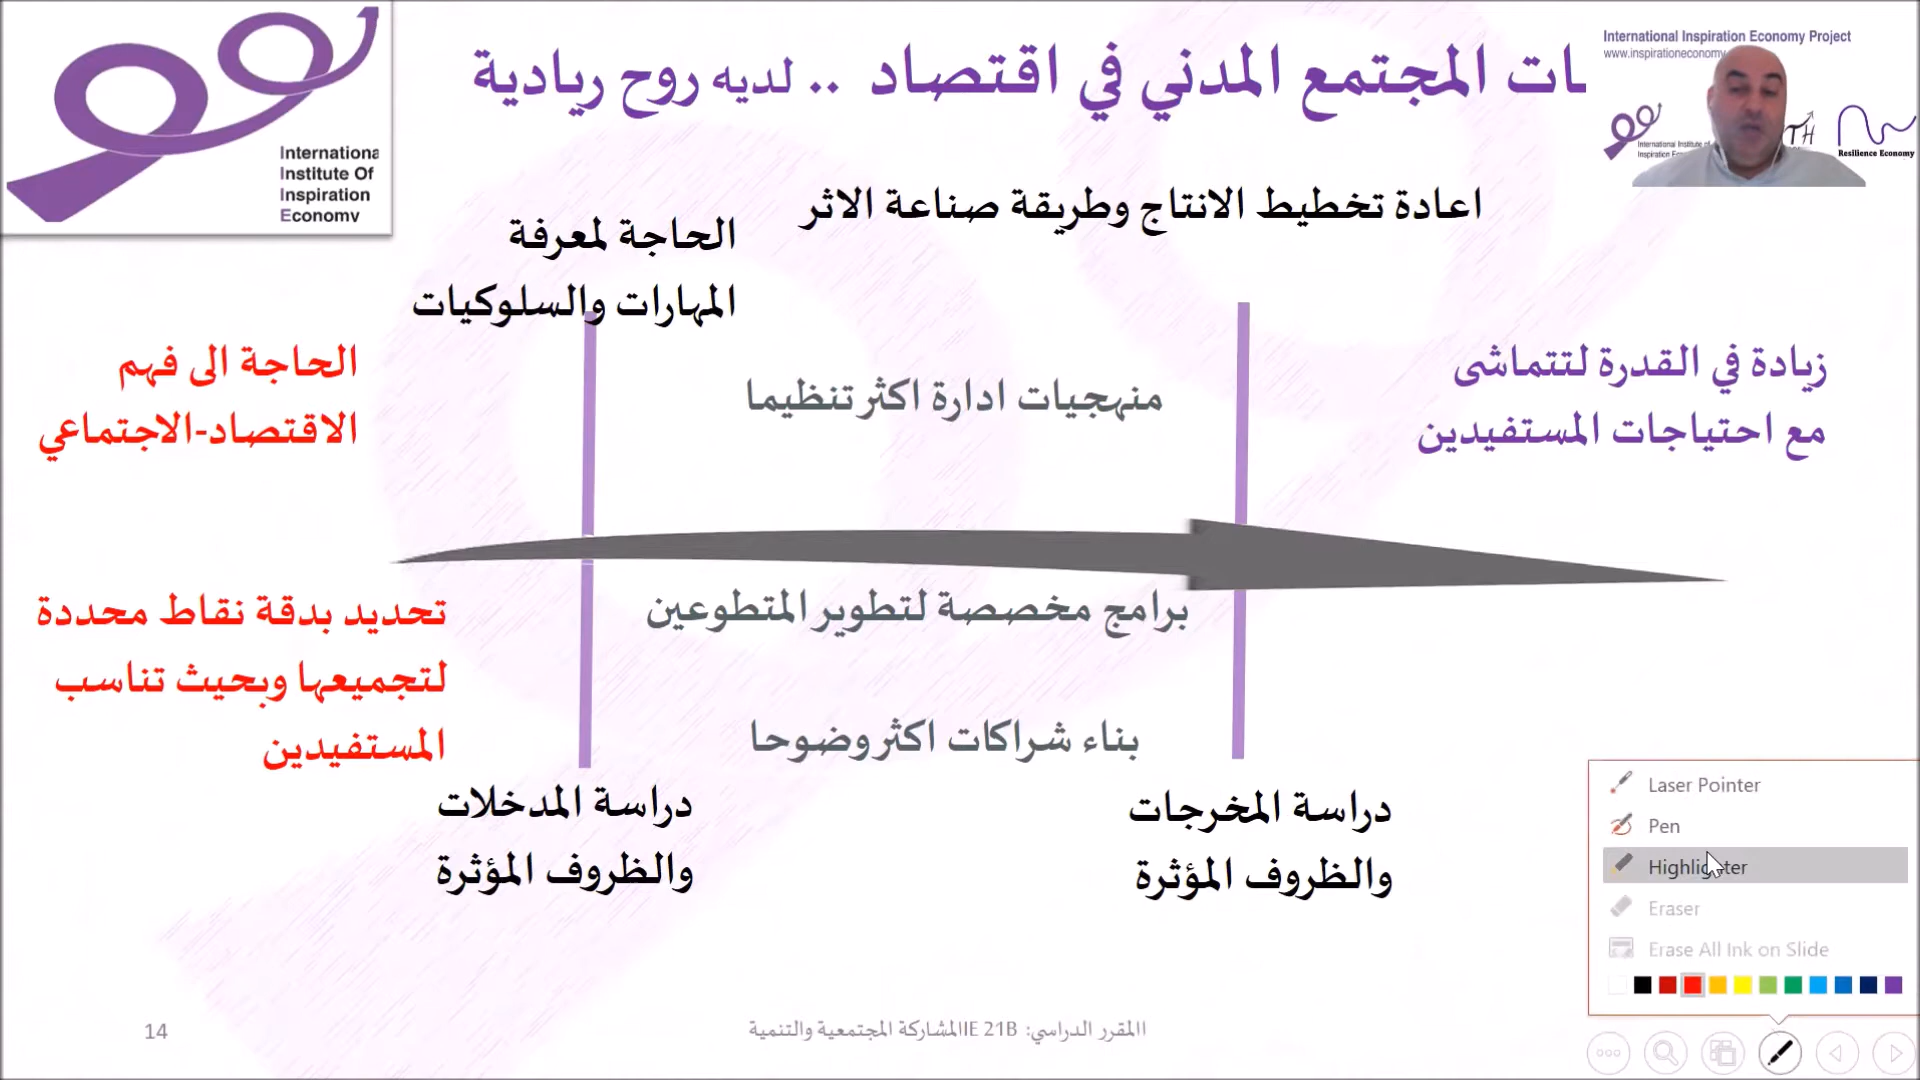 International Inspiration Economy Project
International
Institute Of
Inspiration
Economy
المجتمع المدني في اقتصاد .. لديه روح ريادية
اعادة تخطيط الانتاج وطريقة صناعة الاثر
الحاجة لمعرفة
المهارات والسلوكيات
زيادة في القدرة لتتماشى
مع احتياجات المستفيدين
منهجيات ادارة اكثر تنظيما
الحاجة الى فهم
الاقتصاد-الاجتماعي
برامج مخصصة لتطوير المتطوعين
تحديد بدقة نقاط محددة
لتجميعها وبحيث تناسب
المستفيدين
بناء شراكات اكثر وضوحا
دراسة المخرجات
والظروف المؤثرة
دراسة المدخلات
والظروف المؤثرة
Resilience Economy
TH
Laser Pointer
Pen
Highlighter
Eraser
Erase All Ink on Slide
المقرر الدراسي: IIE 21B المشاركة المجتمعية والتنمية
14